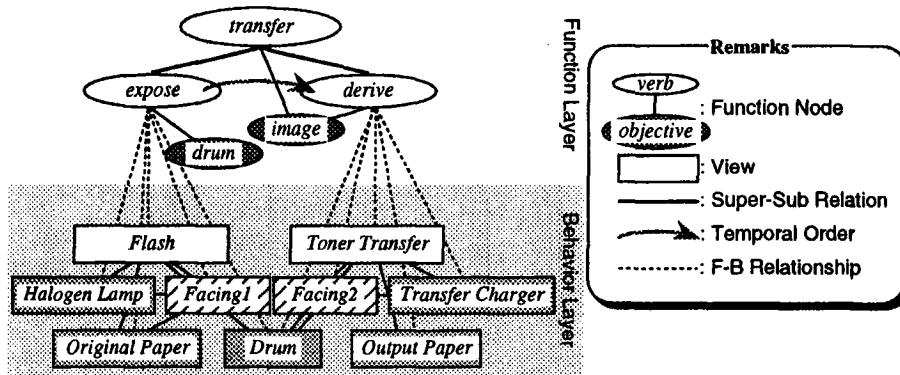 transfer
expose
derive
image
drum
Function Layer
Flash
Toner Transfer
Halogen Lamp
Facing1
Facing2
Transfer Charger
Original Paper
Drum
Output Paper
Behavior Layer
Remarks
verb
objective
: Function Node
: View
: Super-Sub Relation
: Temporal Order
: F-B Relationship